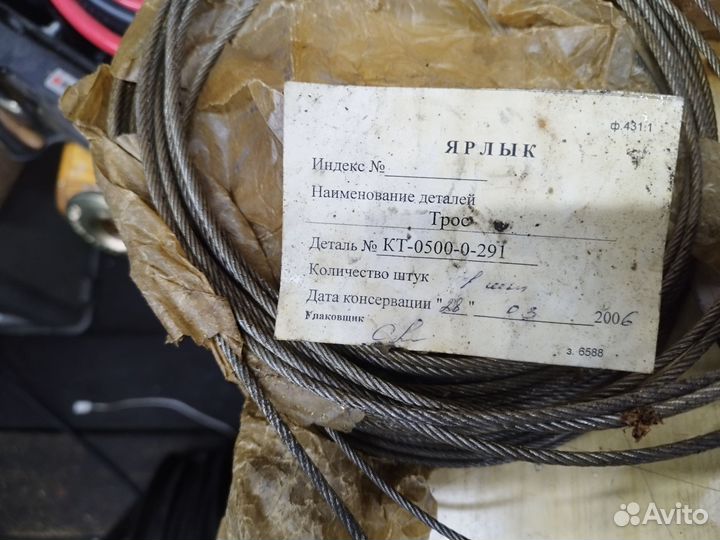 ф.431.1
ЯРЛЫК
Индекс №
Наименование деталей
Трос
Деталь № КТ-0500-0-291
Количество штук 1 шт
Дата консервации "28" 03 2006
Упаковщик
з. 6588
Avito